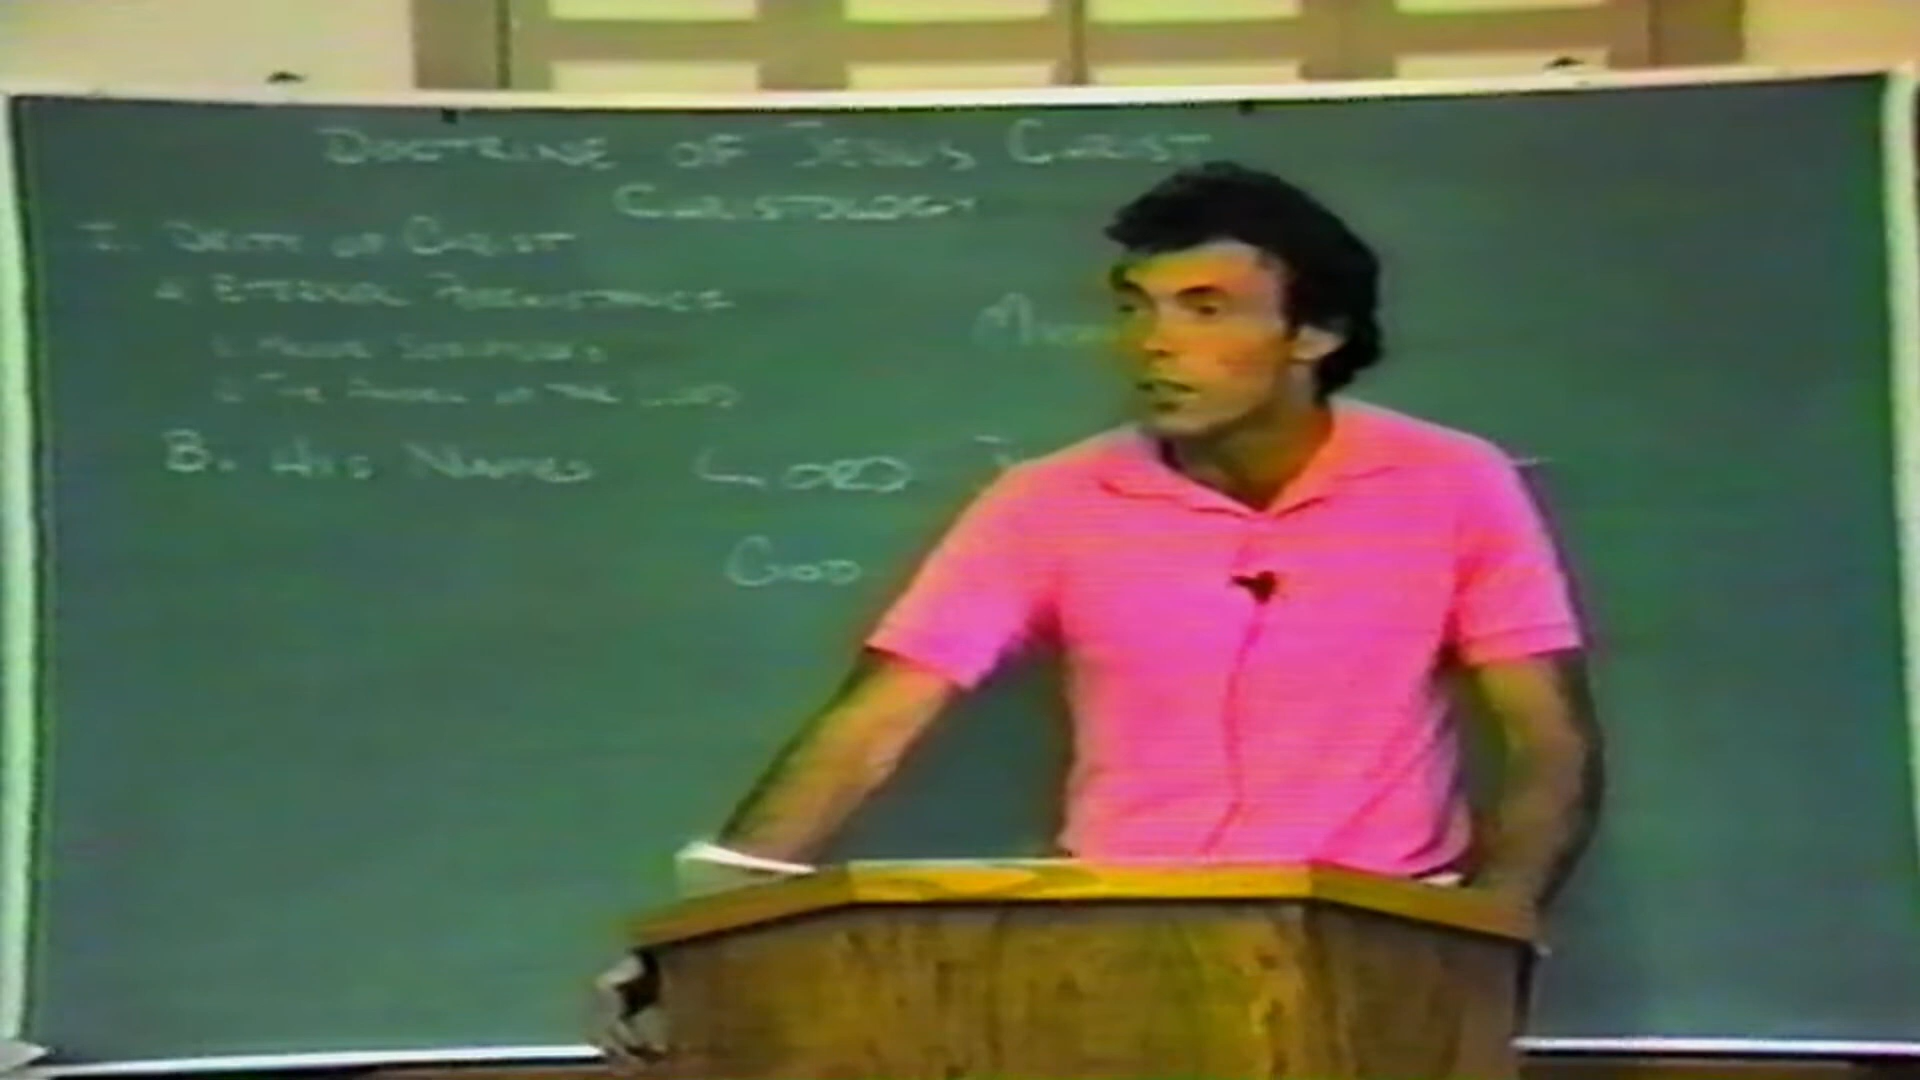 DOCTRINE OF JESUS CHRIST
CHRISTOLOGY
I. DEITY OF CHRIST
A. ETERNAL
2. THE ANGEL OF THE LORD
B. HIS NAMES LORD
GOD